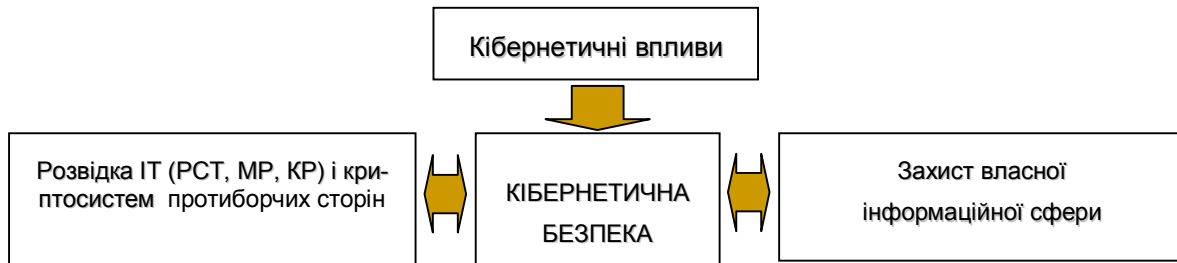 Кібернетичні впливи
Розвідка ІТ (РСТ, МР, КР) і кри-
птосистем протиборчих сторін
КІБЕРНЕТИЧНА
БЕЗПЕКА
Захист власної
інформаційної сфери